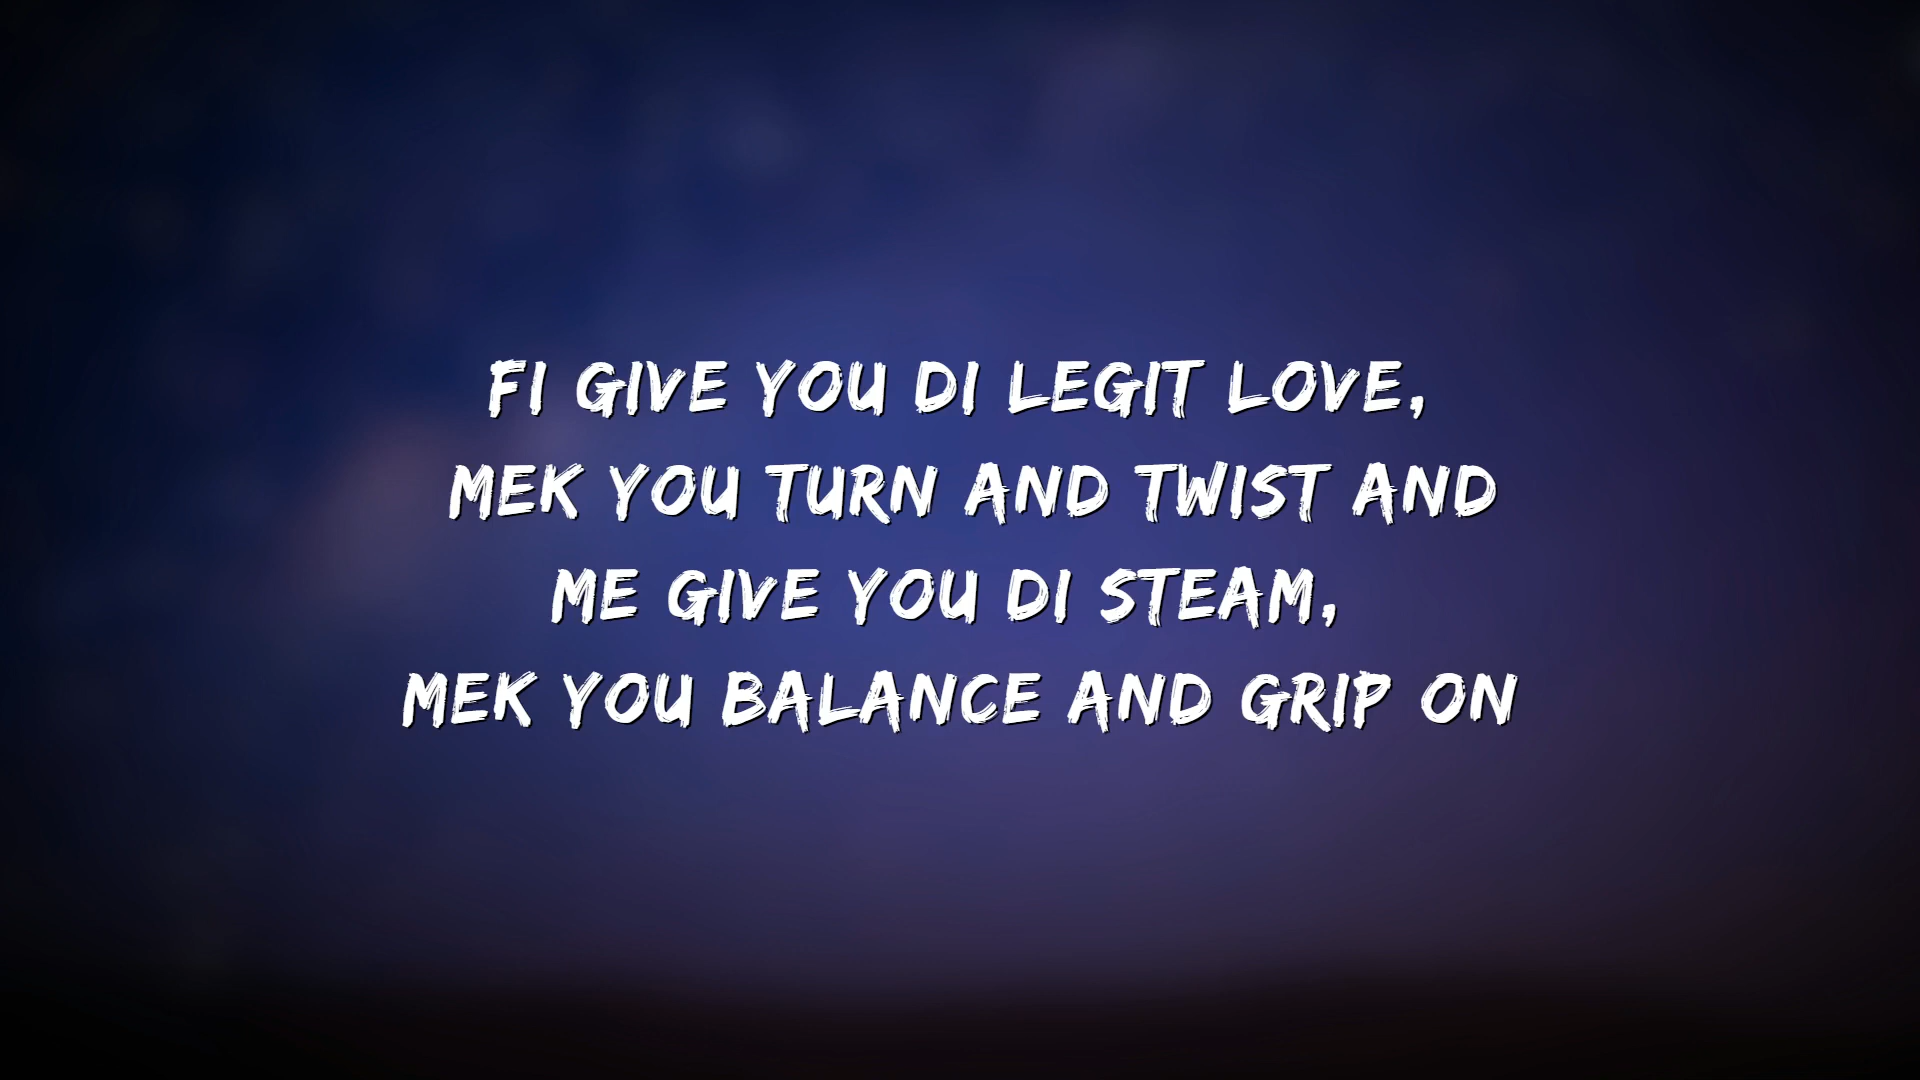 FI GIVE YOU DI LEGIT LOVE,
MEK YOU TURN AND TWIST AND
ME GIVE YOU DI STEAM,
MEK YOU BALANCE AND GRIP ON